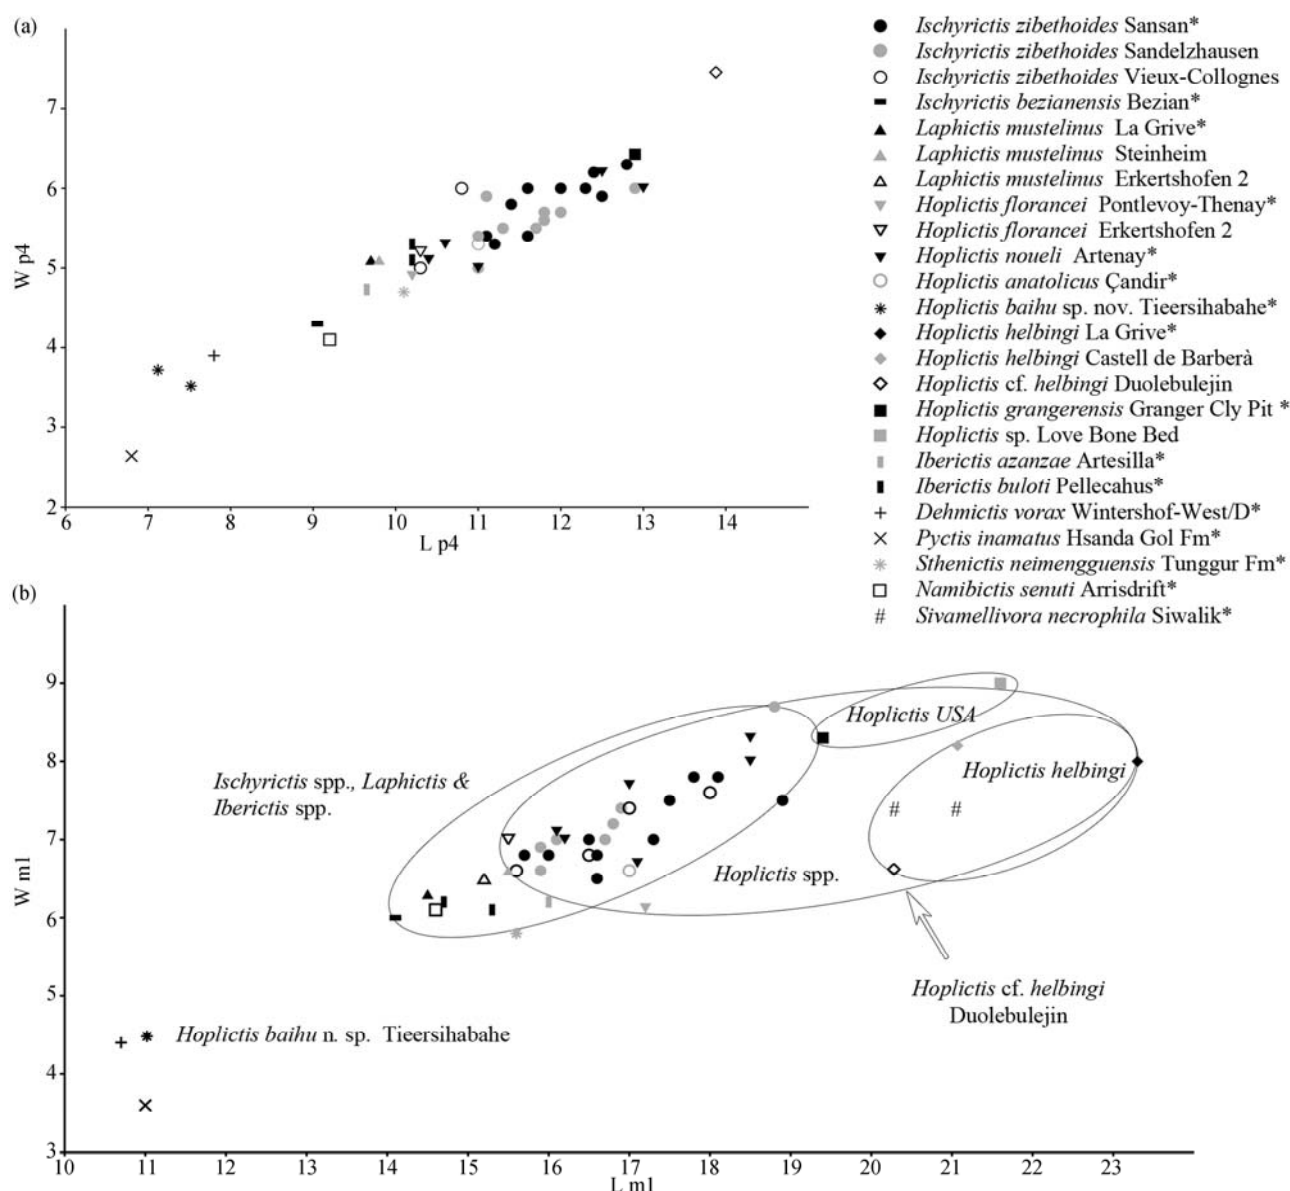 (a)
8
7
6
5
4
3
2
W p4
6 7 8 9 10 11 12 13 14
L p4
Ischyrictis zibethoides Sansan*
Ischyrictis zibethoides Sandelzhausen
Ischyrictis zibethoides Vieux-Collognes
Ischyrictis bezianensis Bezian*
Laphictis mustelinus La Grive*
Laphictis mustelinus Steinheim
Laphictis mustelinus Erkertshofen 2
Hoplictis florancei Pontlevoy-Thenay*
Hoplictis florancei Erkertshofen 2
Hoplictis noueli Artenay*
Hoplictis anatolicus Çandir*
Hoplictis baihu sp. nov. Tieersihabahe*
Hoplictis helbingi La Grive*
Hoplictis helbingi Castell de Barberà
Hoplictis cf. helbingi Duolebulejin
Hoplictis grangerensis Granger Cly Pit *
Hoplictis sp. Love Bone Bed
Iberictis azanzae Artesilla*
Iberictis buloti Pellecahus*
Dehmictis vorax Wintershof-West/D*
Pyctis inamatus Hsanda Gol Fm*
Sthenictis neimengguensis Tunggur Fm*
Namibictis senuti Arrisdrift*
# Sivamellivora necrophila Siwalik*
(b)
9
8
7
6
5
4
3
W m1
Hoplictis USA
Ischyrictis spp., Laphictis &
Iberictis spp.
Hoplictis helbingi
# #
Hoplictis spp.
Hoplictis cf. helbingi
Duolebulejin
Hoplictis baihu n. sp. Tieersihabahe
10 11 12 13 14 15 16 17 18 19 20 21 22 23
L m1